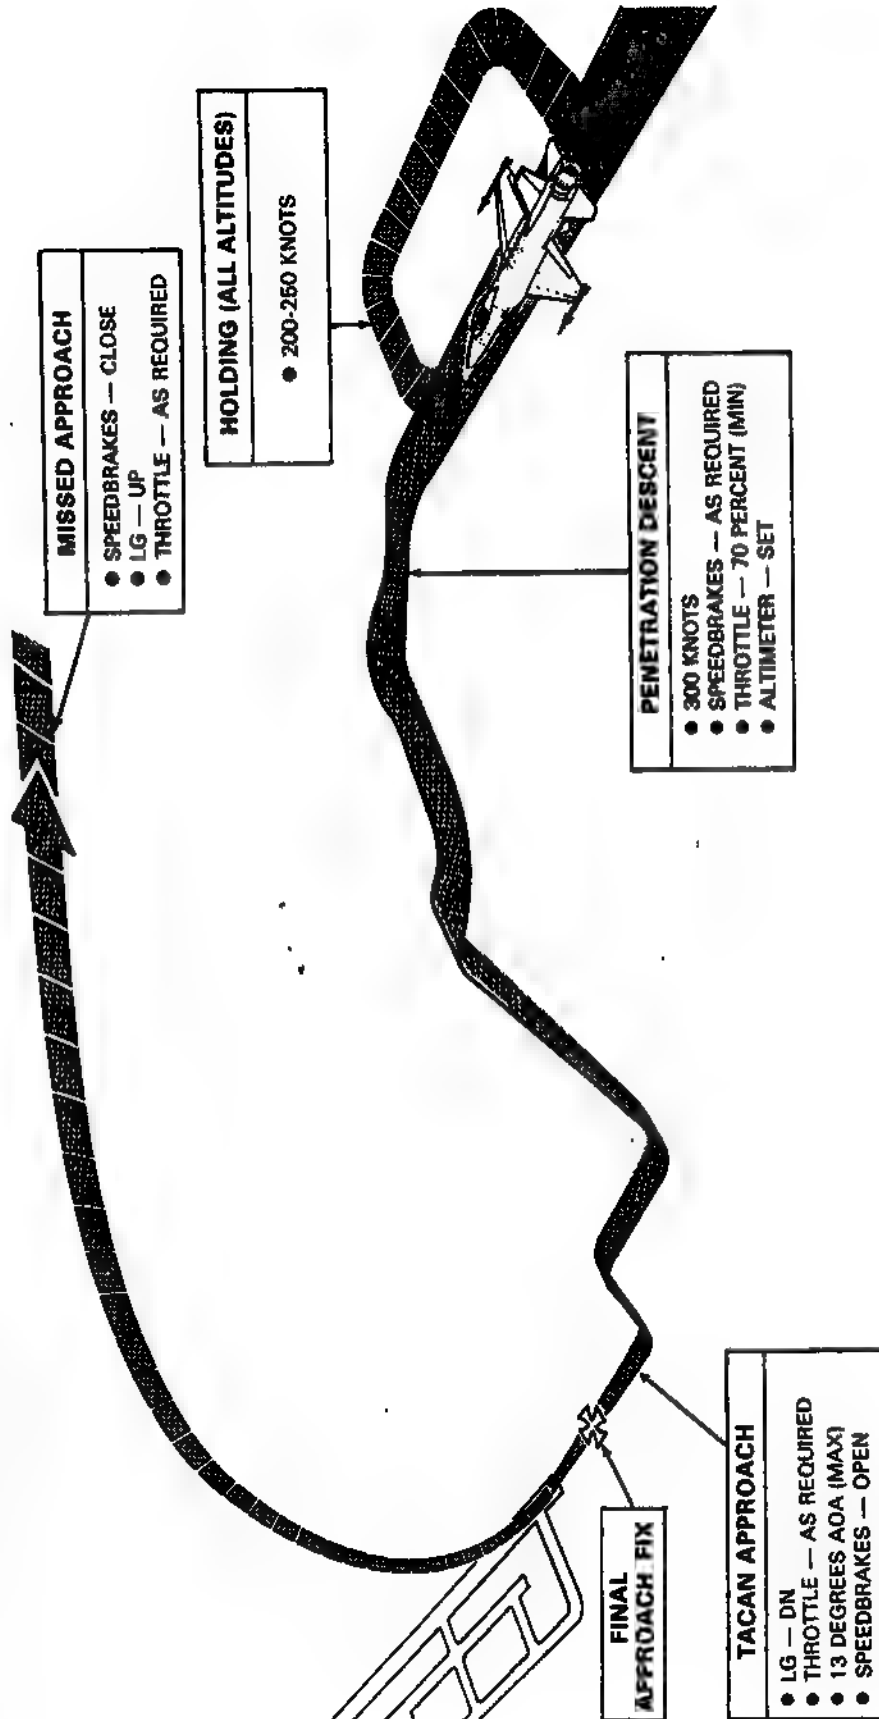 MISSED APPROACH
● SPEEDBRAKES — CLOSE
● LG — UP
● THROTTLE — AS REQUIRED
HOLDING (ALL ALTITUDES)
● 200-250 KNOTS
FINAL
APPROACH FIX
PENETRATION DESCENT
● 300 KNOTS
● SPEEDBRAKES — AS REQUIRED
● THROTTLE — 70 PERCENT (MIN)
● ALTIMETER — SET
TACAN APPROACH
● LG — DN
● THROTTLE — AS REQUIRED
● 13 DEGREES AOA (MAX)
● SPEEDBRAKES — OPEN